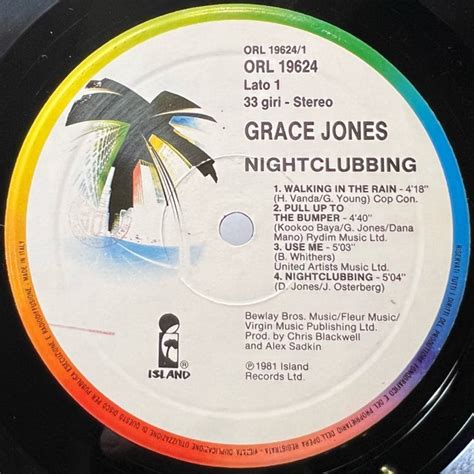 ORL 19624/1
ORL 19624
Lato 1
33 giri - Stereo
GRACE JONES
NIGHTCLUBBING
1. WALKING IN THE RAIN - 4'18"
(H. Vanda/G. Young) Cop Con.
2. PULL UP TO
THE BUMPER - 4'40"
(Kookoo Baya/G. Jones/Dana
Mano) Rydim Music Ltd.
3. USE ME - 5'03"
(B. Whithers)
United Artists Music Ltd.
4. NIGHTCLUBBING - 5'04"
(D. Jones/J. Osterberg)
Bewlay Bros. Music/Fleur Music/
Virgin Music Publishing Ltd.
Prod. by Chris Blackwell
and Alex Sadkin
ISLAND®
℗1981 Island
Records Ltd.
MADE IN ITALY